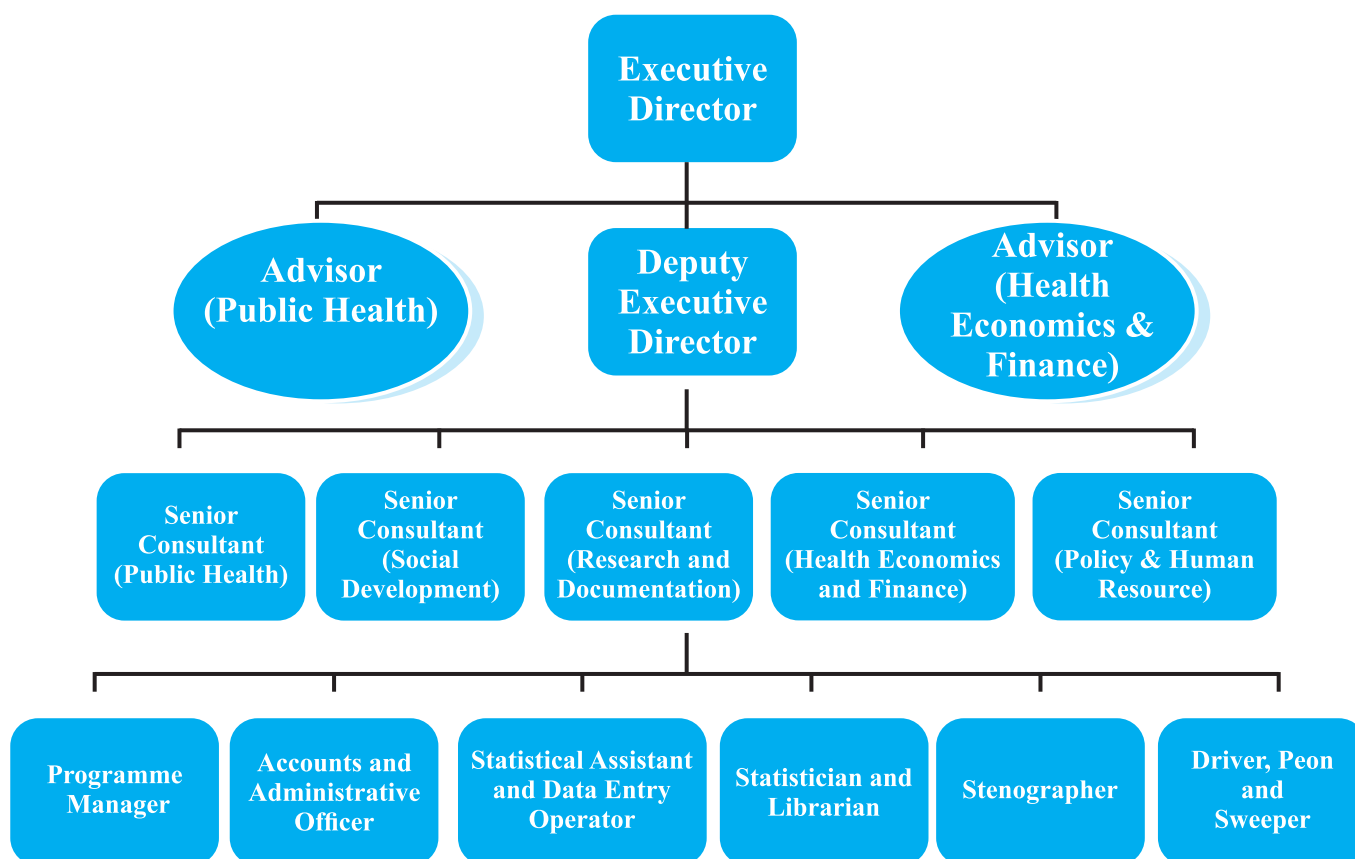 Executive
Director
Advisor
(Public Health)
Deputy
Executive
Director
Advisor
(Health
Economics &
Finance)
Senior
Consultant
(Public Health)
Senior
Consultant
(Social
Development)
Senior
Consultant
(Research and
Documentation)
Senior
Consultant
(Health Economics
and Finance)
Senior
Consultant
(Policy & Human
Resource)
Programme
Manager
Accounts and
Administrative
Officer
Statistical Assistant
and Data Entry
Operator
Statistician and
Librarian
Stenographer
Driver, Peon
and
Sweeper